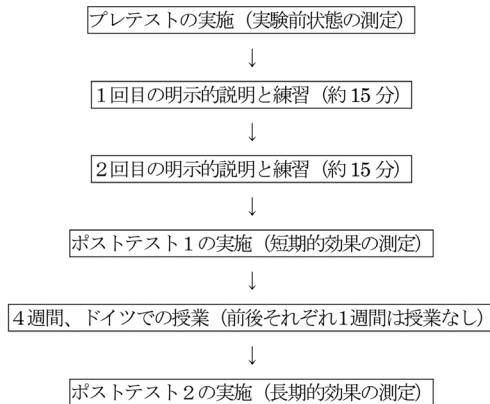 プレテストの実施（実験前状態の測定）
↓
１回目の明示的説明と練習（約 15 分）
↓
２回目の明示的説明と練習（約 15 分）
↓
ポストテスト１の実施（短期的効果の測定）
↓
４週間、ドイツでの授業（前後それぞれ1週間は授業なし）
↓
ポストテスト２の実施（長期的効果の測定）